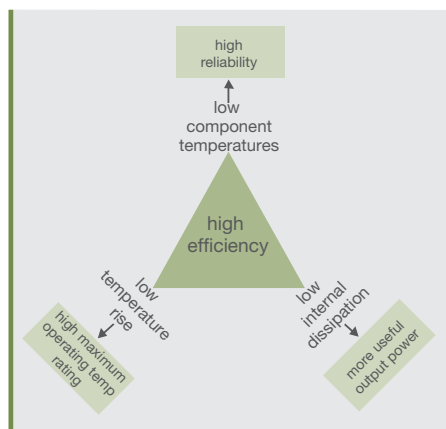 high
reliability
low
component
temperatures
high
efficiency
low
temperature
rise
high maximum
operating temp
rating
low
internal
dissipation
more useful
output power